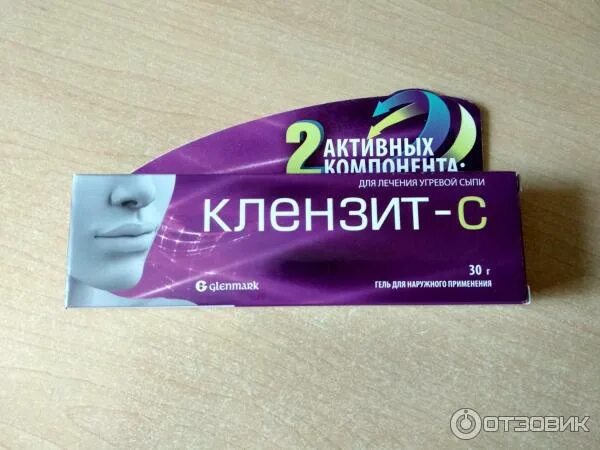 2 АКТИВНЫХ
КОМПОНЕНТА:
ДЛЯ ЛЕЧЕНИЯ УГРЕВОЙ СЫПИ
КЛЕНЗИТ-С
30 г
ГЕЛЬ ДЛЯ НАРУЖНОГО ПРИМЕНЕНИЯ
G glenmark
ОТЗОВИК